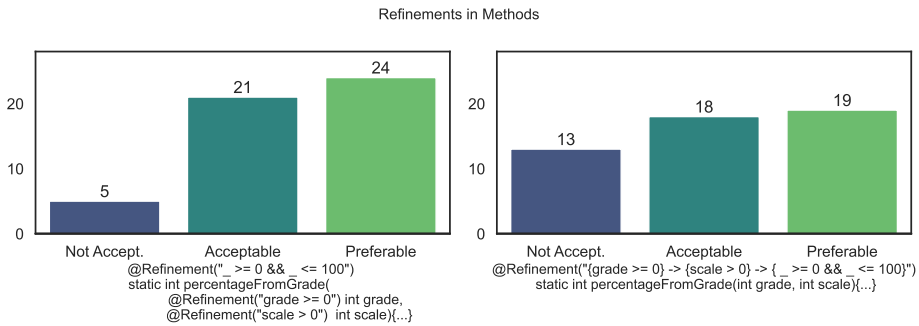 Refinements in Methods
20
10
0
5
21
24
Not Accept. Acceptable Preferable
@Refinement("_ >= 0 && _ <= 100")
static int percentageFromGrade(
@Refinement("grade >= 0") int grade,
@Refinement("scale > 0")  int scale){...}
20
10
0
13
18
19
Not Accept. Acceptable Preferable
@Refinement("{grade >= 0} -> {scale > 0} -> { _ >= 0 && _ <= 100}")
static int percentageFromGrade(int grade, int scale){...}